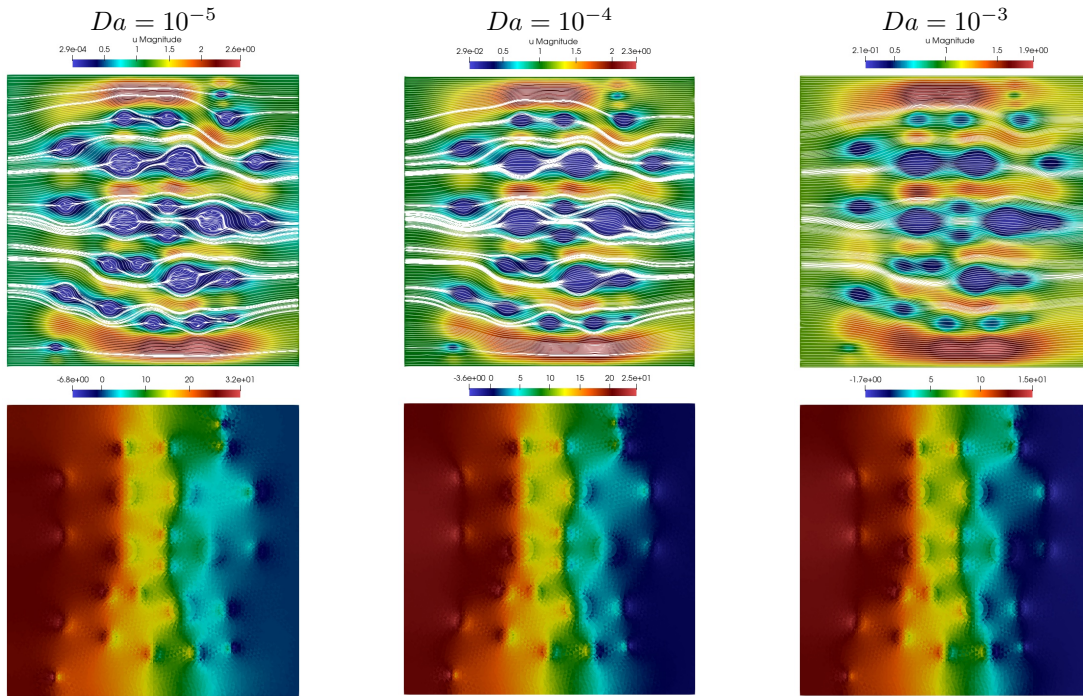 Da = 10⁻⁵ Da = 10⁻⁴ Da = 10⁻³
u Magnitude u Magnitude u Magnitude
2.9e-04 0.5 1 1.5 2 2.6e+00 2.9e-02 0.5 1 1.5 2.3e+00 2.1e-01 0.5 1 1.9e+00
-6.8e+00 0 10 20 3.2e+01 -3.6e+00 0 5 10 15 20 2.5e+01 -1.7e+00 5 10 1.5e+01